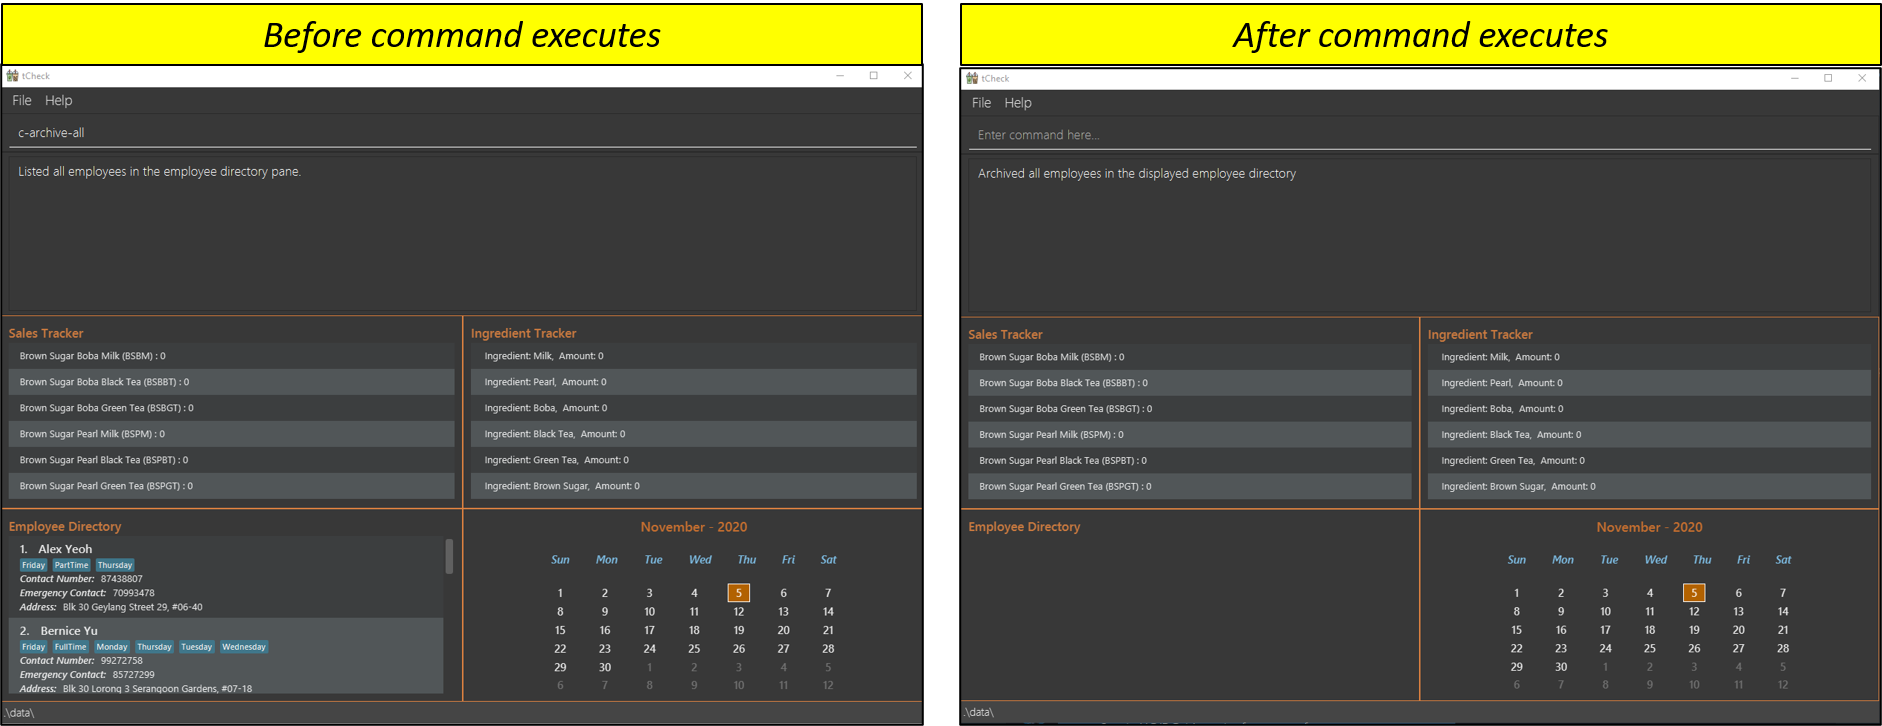 Before command executes
tCheck
File Help
c-archive-all
Listed all employees in the employee directory pane.
Sales Tracker
Brown Sugar Boba Milk (BSBM) : 0
Brown Sugar Boba Black Tea (BSBBT) : 0
Brown Sugar Boba Green Tea (BSBGT) : 0
Brown Sugar Pearl Milk (BSPM) : 0
Brown Sugar Pearl Black Tea (BSPBT) : 0
Brown Sugar Pearl Green Tea (BSPGT) : 0
Ingredient Tracker
Ingredient: Milk, Amount: 0
Ingredient: Pearl, Amount: 0
Ingredient: Boba, Amount: 0
Ingredient: Black Tea, Amount: 0
Ingredient: Green Tea, Amount: 0
Ingredient: Brown Sugar, Amount: 0
Employee Directory
1. Alex Yeoh
Friday PartTime Thursday
Contact Number: 87438807
Emergency Contact: 70993478
Address: Blk 30 Geylang Street 29, #06-40
2. Bernice Yu
Friday FullTime Monday Thursday Tuesday Wednesday
Contact Number: 99272758
Emergency Contact: 85727299
Address: Blk 30 Lorong 3 Serangoon Gardens, #07-18
November - 2020
Sun Mon Tue Wed Thu Fri Sat
1 2 3 4 5 6 7
8 9 10 11 12 13 14
15 16 17 18 19 20 21
22 23 24 25 26 27 28
29 30 1 2 3 4 5
6 7 8 9 10 11 12
.\data\
After command executes
tCheck
File Help
Enter command here...
Archived all employees in the displayed employee directory
Sales Tracker
Brown Sugar Boba Milk (BSBM) : 0
Brown Sugar Boba Black Tea (BSBBT) : 0
Brown Sugar Boba Green Tea (BSBGT) : 0
Brown Sugar Pearl Milk (BSPM) : 0
Brown Sugar Pearl Black Tea (BSPBT) : 0
Brown Sugar Pearl Green Tea (BSPGT) : 0
Ingredient Tracker
Ingredient: Milk, Amount: 0
Ingredient: Pearl, Amount: 0
Ingredient: Boba, Amount: 0
Ingredient: Black Tea, Amount: 0
Ingredient: Green Tea, Amount: 0
Ingredient: Brown Sugar, Amount: 0
Employee Directory
November - 2020
Sun Mon Tue Wed Thu Fri Sat
1 2 3 4 5 6 7
8 9 10 11 12 13 14
15 16 17 18 19 20 21
22 23 24 25 26 27 28
29 30 1 2 3 4 5
6 7 8 9 10 11 12
.\data\